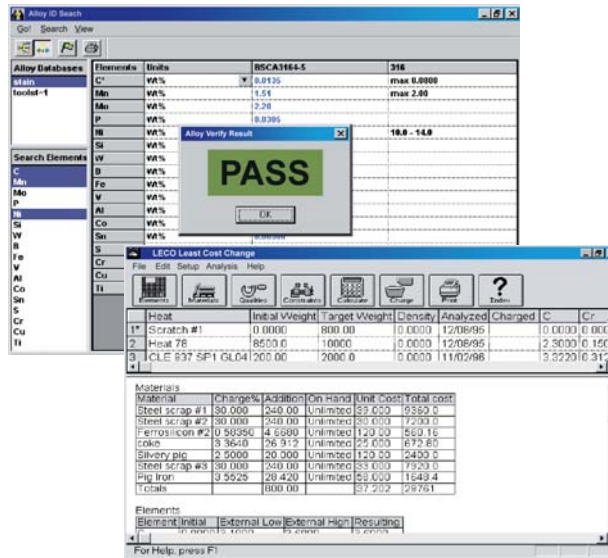 Alloy ID Seach
Go! Search View
Alloy Databases Elements Units BSCA3164-5 316
stain C* Wt% 0.0135 max 0.0800
toolst~1 Mn Wt% 1.51 max 2.00
Mo Wt% 2.20
P Wt% 0.0305
Ni Wt% 10.0 - 14.0
Si Wt%
Search Elements W Wt%
C B Wt%
Mn Fe Wt%
Mo V Wt%
P Al Wt%
Ni Co Wt%
Si Sn Wt%
W S
B Cr
Fe Cu
V Ti
Al
Co
Sn
S
Cr
Cu
Ti
Alloy Verify Result
PASS
OK
LECO Least Cost Change
File Edit Setup Analysis Help
Elements Materials Qualities Constraints Calculate Charge Print Index
Heat Initial Weight Target Weight Density Analyzed Charged C Cr
1* Scratch #1 0.0000 800.00 0.0000 12/08/95 0.0000 0.000
2 Heat 78 8500.0 10000 0.0000 12/08/95 2.3000 0.150
3 CLE 837 SP1 GL04 200.00 2000.0 0.0000 11/02/96 3.3220 0.312
Materials
Material Charge% Addition On Hand Unit Cost Total cost
Steel scrap #1 30.000 240.00 Unlimited 39.000 9360.0
Steel scrap #2 30.000 240.00 Unlimited 30.000 7200.0
Ferrosilicon #2 0.58350 4.6680 Unlimited 120.00 560.16
coke 3.3640 26.912 Unlimited 25.000 672.80
Silvery pig 2.5000 20.000 Unlimited 120.00 2400.0
Steel scrap #3 30.000 240.00 Unlimited 33.000 7920.0
Pig Iron 3.5525 28.420 Unlimited 58.000 1648.4
Totals 800.00 37.202 29761
Elements
Element Initial External Low External High Resulting
For Help, press F1